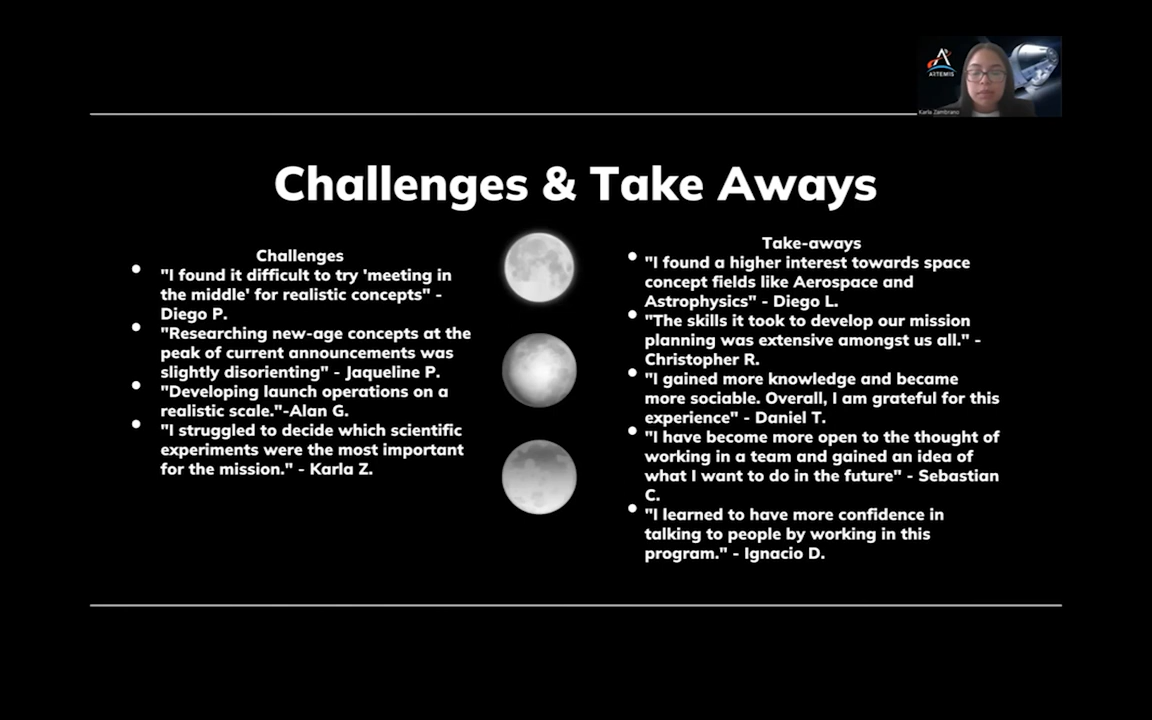 ARTEMIS
Karla Zambrano
Challenges & Take Aways
Challenges
"I found it difficult to try 'meeting in
the middle' for realistic concepts" -
Diego P.
"Researching new-age concepts at the
peak of current announcements was
slightly disorienting" - Jaqueline P.
"Developing launch operations on a
realistic scale."-Alan G.
"I struggled to decide which scientific
experiments were the most important
for the mission." - Karla Z.
Take-aways
"I found a higher interest towards space
concept fields like Aerospace and
Astrophysics" - Diego L.
"The skills it took to develop our mission
planning was extensive amongst us all." -
Christopher R.
"I gained more knowledge and became
more sociable. Overall, I am grateful for this
experience" - Daniel T.
"I have become more open to the thought of
working in a team and gained an idea of
what I want to do in the future" - Sebastian
C.
"I learned to have more confidence in
talking to people by working in this
program." - Ignacio D.